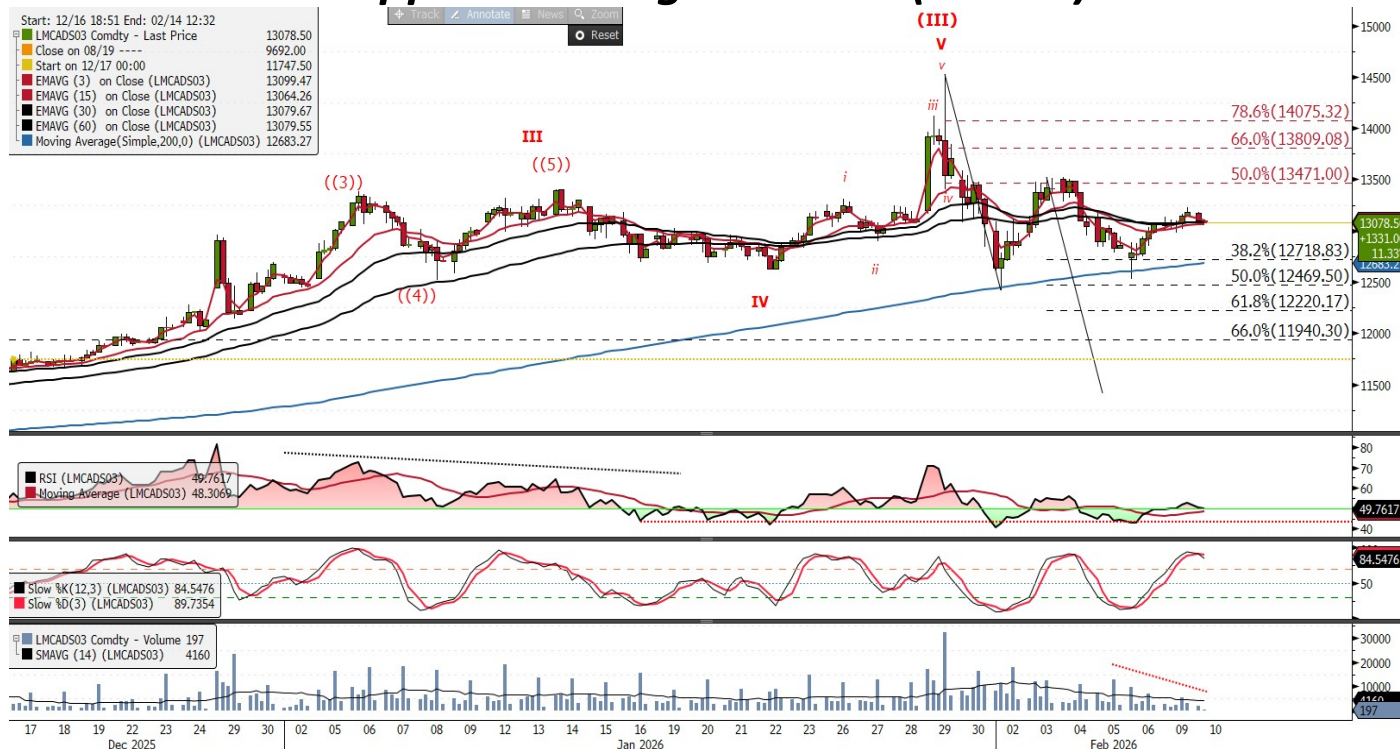 Start: 12/16 18:51 End: 02/14 12:32
LMCADS03 Comdty - Last Price 13078.50
Close on 08/19 ---- 9692.00
Start on 12/17 00:00 11747.50
EMAVG (3) on Close (LMCADS03) 13099.47
EMAVG (15) on Close (LMCADS03) 13064.26
EMAVG (30) on Close (LMCADS03) 13079.67
EMAVG (60) on Close (LMCADS03) 13079.55
Moving Average(Simple,200,0) (LMCADS03) 12683.27
Track Annotate News Zoom
Reset
(III)
V
v
iii
iv
III
((5))
((3))
((4))
i
ii
IV
78.6%(14075.32)
66.0%(13809.08)
50.0%(13471.00)
38.2%(12718.83)
50.0%(12469.50)
61.8%(12220.17)
66.0%(11940.30)
15000
14500
14000
13500
13078.5
+1331.0
11.33%
12683.2
12500
12000
11500
RSI (LMCADS03) 49.7617
Moving Average (LMCADS03) 48.3069
80
70
60
49.7617
40
Slow %K(12,3) (LMCADS03) 84.5476
Slow %D(3) (LMCADS03) 89.7354
84.5476
50
LMCADS03 Comdty - Volume 197
SMAVG (14) (LMCADS03) 4160
30000
20000
10000
4160
197
17 18 19 22 23 24 29 30 02 05 06 07 08 09 12 13 14 15 16 19 20 21 22 23 26 27 28 29 30 02 03 04 05 06 09 10
Dec 2025 Jan 2026 Feb 2026